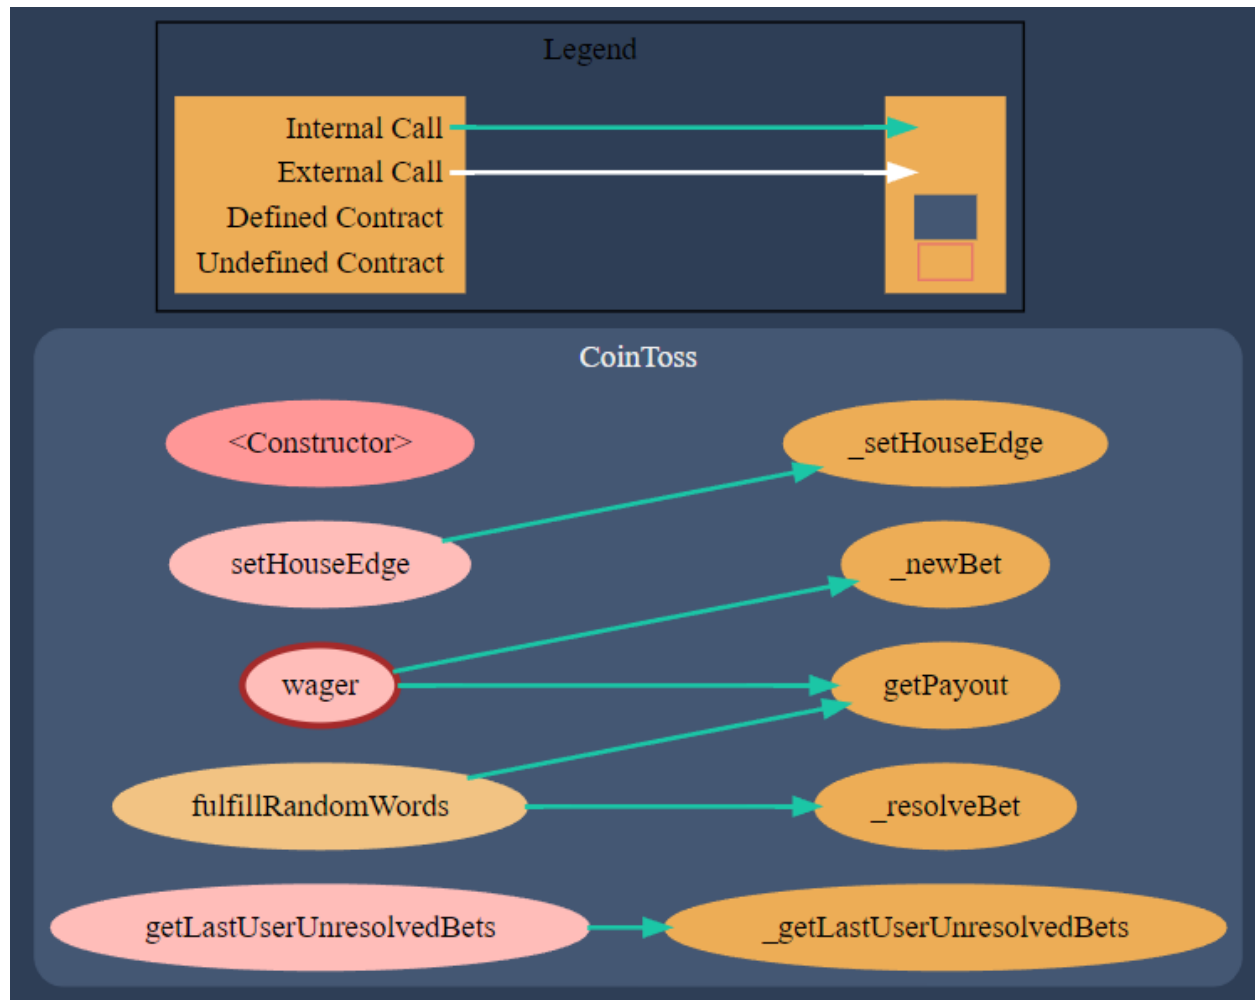 Legend
Internal Call
External Call
Defined Contract
Undefined Contract
CoinToss
<Constructor>
_setHouseEdge
setHouseEdge
_newBet
wager
getPayout
fulfillRandomWords
_resolveBet
getLastUserUnresolvedBets
_getLastUserUnresolvedBets